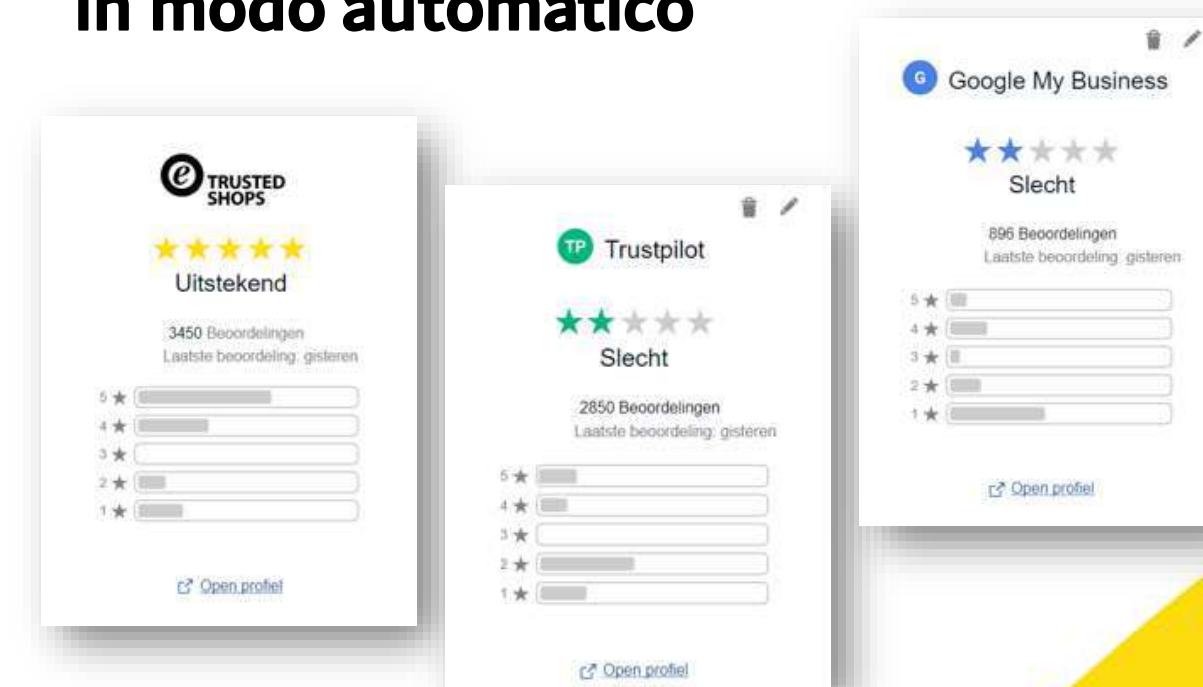 in modo automatico
e TRUSTED
SHOPS
Uitstekend
3450 Beoordelingen
Laatste beoordeling: gisteren
5
4
3
2
1
Open profiel
TP Trustpilot
Slecht
2850 Beoordelingen
Laatste beoordeling: gisteren
5
4
3
2
1
Open profiel
G Google My Business
Slecht
896 Beoordelingen
Laatste beoordeling: gisteren
5
4
3
2
1
Open profiel